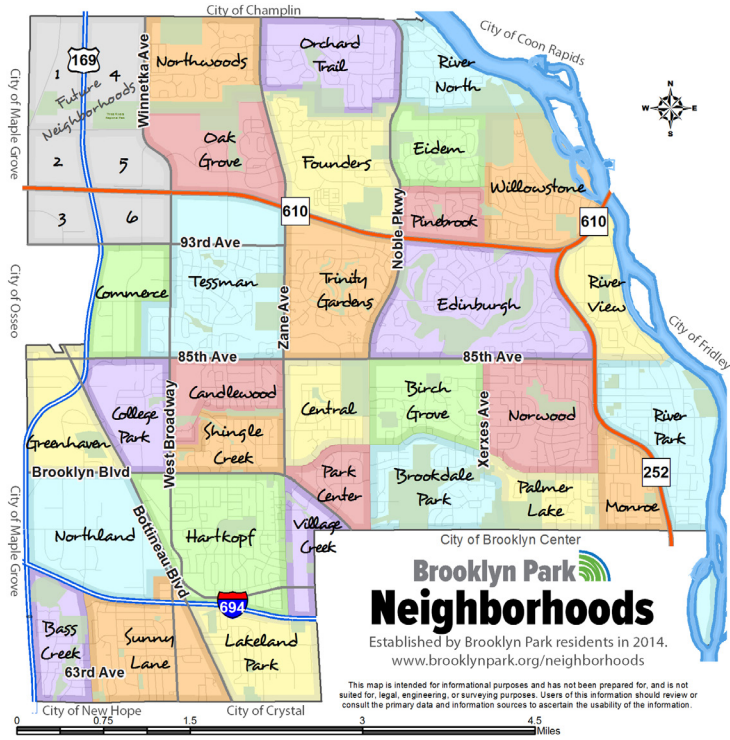 City of Champlin
City of Coon Rapids
City of Maple Grove
169
Winnetka Ave
1
4
Future
Neighborhoods
2
5
3
6
Northwoods
Orchard
Trail
River
North
N
W E
S
Oak
Grove
Founders
Eidem
Willowstone
Pinebrook
Noble Pkwy
610
610
93rd Ave
City of Osseo
Commerce
Tessman
Zane Ave
Trinity
Gardens
Edinburgh
River
View
City of Fridley
85th Ave
85th Ave
Greenhaven
College
Park
West Broadway
Candlewood
Shingle
Creek
Central
Birch
Grove
Xerxes Ave
Norwood
River
Park
Brooklyn Blvd
Park
Center
Brookdale
Park
Palmer
Lake
252
Monroe
City of Maple Grove
Northland
Bottineau Blvd
Hartkopf
Village
Creek
City of Brooklyn Center
694
Bass
Creek
Sunny
Lane
Lakeland
Park
63rd Ave
City of New Hope
City of Crystal
Brooklyn Park
Neighborhoods
Established by Brooklyn Park residents in 2014.
www.brooklynpark.org/neighborhoods
This map is intended for informational purposes and has not been prepared for, and is not
suited for, legal, engineering, or surveying purposes. Users of this information should review or
consult the primary data and information sources to ascertain the usability of the information.
0 0.75 1.5 3 4.5
Miles